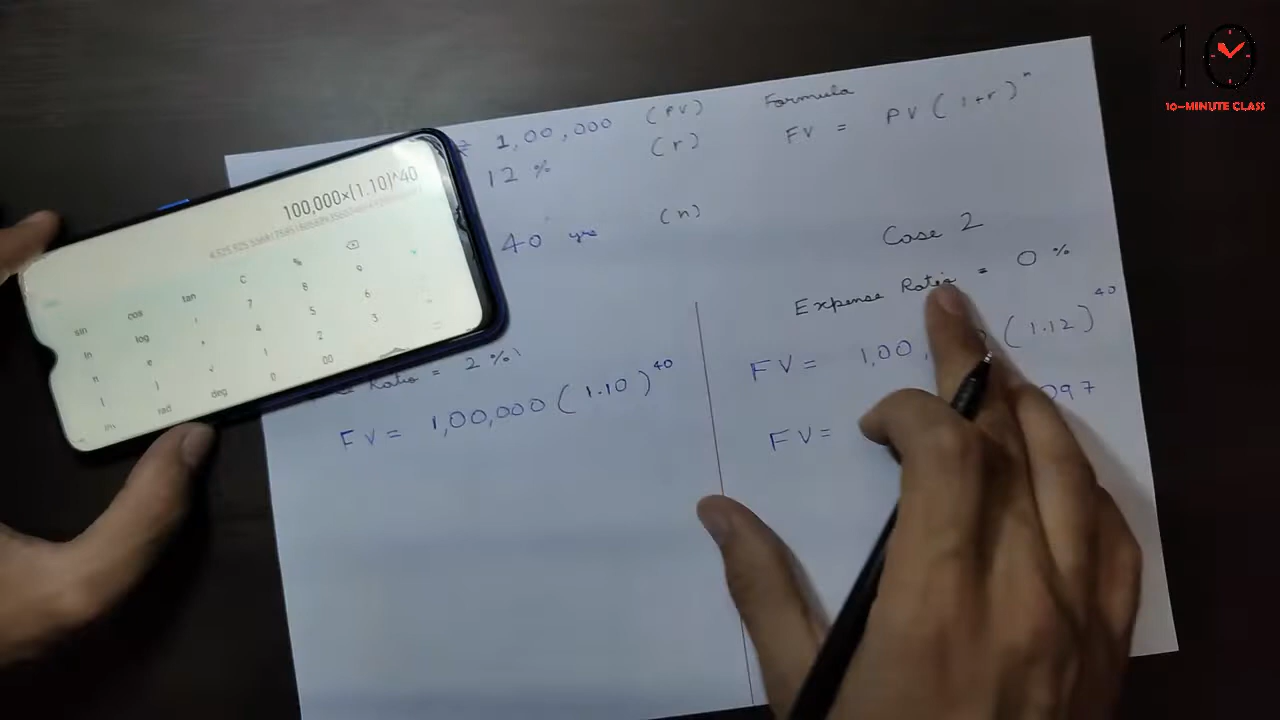 10
10-MINUTE CLASS
₹ 1,00,000 (PV)
12 % (r)
40 yrs (n)
Formula
FV = PV (1+r)^n
100,000×(1.10)^40
C % ⌫
sin cos tan 7 8 9
ln log ! 4 5 6
π e ^ 1 2 3
( ) √ 0 00 =
rad deg
Ratio = 2 %)
FV = 1,00,000 (1.10)^40
Case 2
Expense Ratio = 0 %
FV = 1,00, (1.12)^40
FV = 097